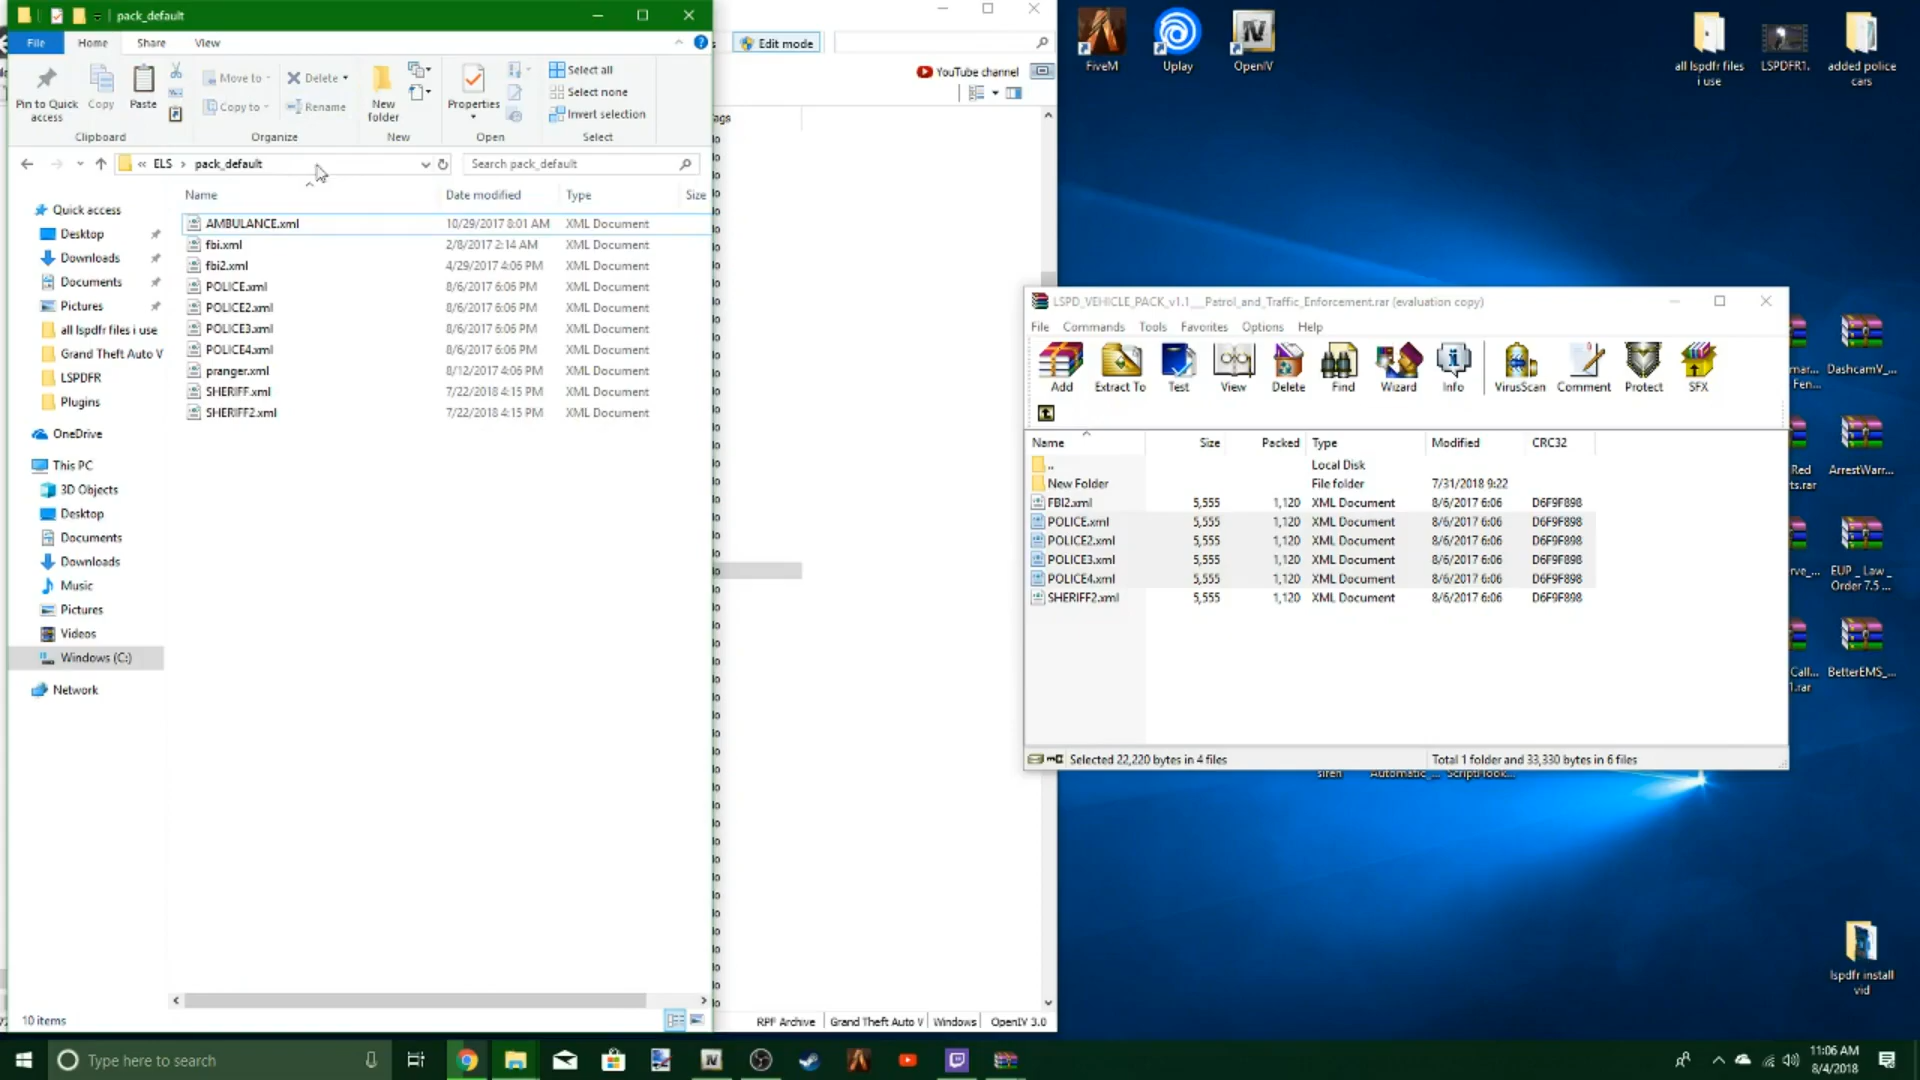 pack_default
File
Home
Share
View
Pin to Quick access
Copy
Paste
Move to
Copy to
Delete
Rename
New folder
Properties
Select all
Select none
Invert selection
Clipboard
Organize
New
Open
Select
« ELS > pack_default
Search pack_default
Name
Date modified
Type
Size
AMBULANCE.xml 10/29/2017 8:01 AM XML Document
fbi.xml 2/8/2017 2:14 AM XML Document
fbi2.xml 4/29/2017 4:06 PM XML Document
POLICE.xml 8/6/2017 6:06 PM XML Document
POLICE2.xml 8/6/2017 6:06 PM XML Document
POLICE3.xml 8/6/2017 6:06 PM XML Document
POLICE4.xml 8/6/2017 6:06 PM XML Document
pranger.xml 8/12/2017 4:06 PM XML Document
SHERIFF.xml 7/22/2018 4:15 PM XML Document
SHERIFF2.xml 7/22/2018 4:15 PM XML Document
Quick access
Desktop
Downloads
Documents
Pictures
all lspdfr files i use
Grand Theft Auto V
LSPDFR
Plugins
OneDrive
This PC
3D Objects
Desktop
Documents
Downloads
Music
Pictures
Videos
Windows (C:)
Network
10 items
Edit mode
YouTube channel
RPF Archive
Grand Theft Auto V
Windows
OpenIV 3.0
FiveM
Uplay
OpenIV
all lspdfr files
i use
LSPDFR1.
added police
cars
LSPD_VEHICLE_PACK_v1.1__Patrol_and_Traffic_Enforcement.rar (evaluation copy)
File Commands Tools Favorites Options Help
Add Extract To Test View Delete Find Wizard Info VirusScan Comment Protect SFX
Name Size Packed Type Modified CRC32
.. Local Disk
New Folder File folder 7/31/2018 9:22
FBI2.xml 5,555 1,120 XML Document 8/6/2017 6:06 D6F9F898
POLICE.xml 5,555 1,120 XML Document 8/6/2017 6:06 D6F9F898
POLICE2.xml 5,555 1,120 XML Document 8/6/2017 6:06 D6F9F898
POLICE3.xml 5,555 1,120 XML Document 8/6/2017 6:06 D6F9F898
POLICE4.xml 5,555 1,120 XML Document 8/6/2017 6:06 D6F9F898
SHERIFF2.xml 5,555 1,120 XML Document 8/6/2017 6:06 D6F9F898
Selected 22,220 bytes in 4 files
Total 1 folder and 33,330 bytes in 6 files
siren
Automatic_...
ScriptHook...
DashcamV_...
Fen...
Red
ArrestWarr...
EUP _ Law _
Order 7.5 ...
Call...
BetterEMS_...
lspdfr install
vid
Type here to search
11:06 AM
8/4/2018